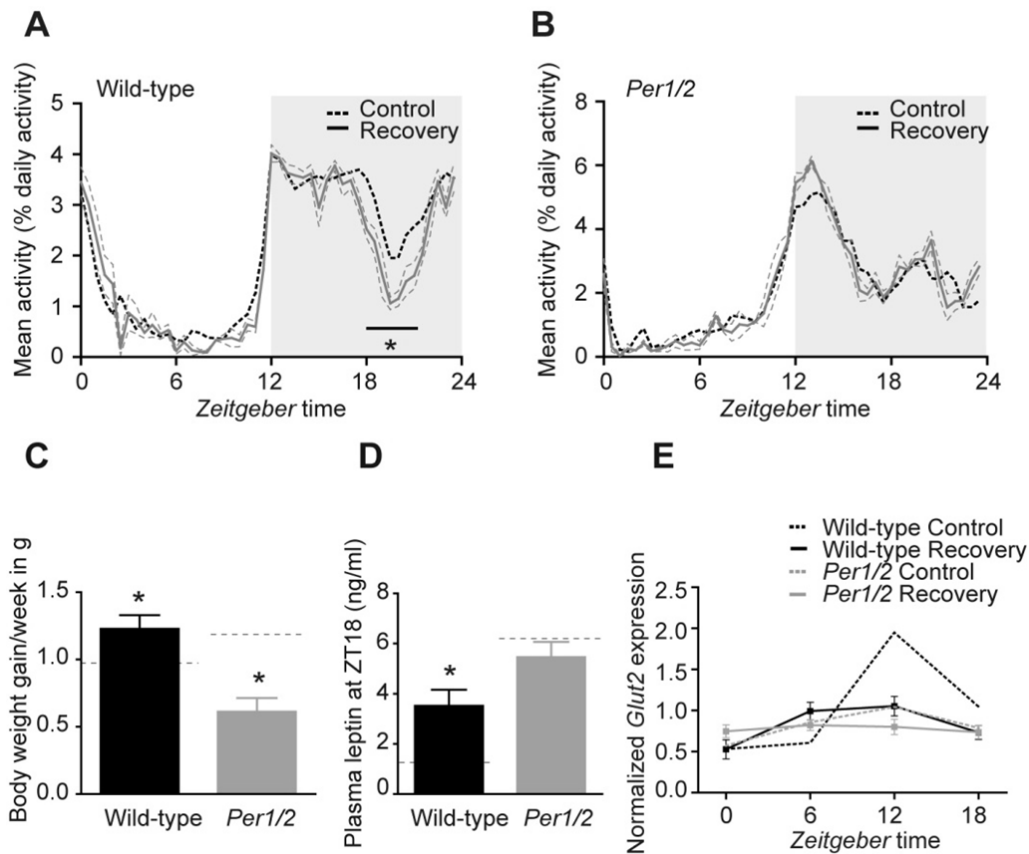 A
Wild-type
Control
Recovery
Mean activity (% daily activity)
5
4
3
2
1
0
*
0 6 12 18 24
Zeitgeber time
B
Per1/2
Control
Recovery
Mean activity (% daily activity)
8
6
4
2
0
0 6 12 18 24
Zeitgeber time
C
Body weight gain/week in g
1.5
1.0
0.5
0.0
*
*
Wild-type Per1/2
D
Plasma leptin at ZT18 (ng/ml)
8
6
4
2
0
*
Wild-type Per1/2
E
Wild-type Control
Wild-type Recovery
Per1/2 Control
Per1/2 Recovery
Normalized Glut2 expression
2.5
2.0
1.5
1.0
0.5
0.0
0 6 12 18
Zeitgeber time